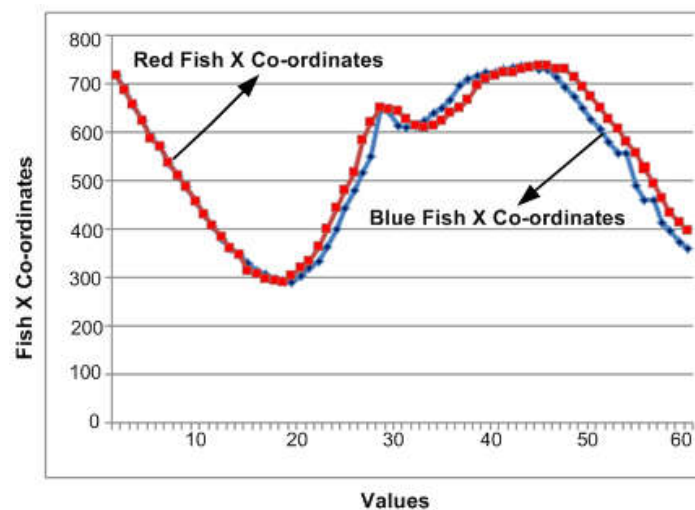 800
Red Fish X Co-ordinates
700
600
500
400
Blue Fish X Co-ordinates
300
200
100
0
10 20 30 40 50 60
Fish X Co-ordinates
Values